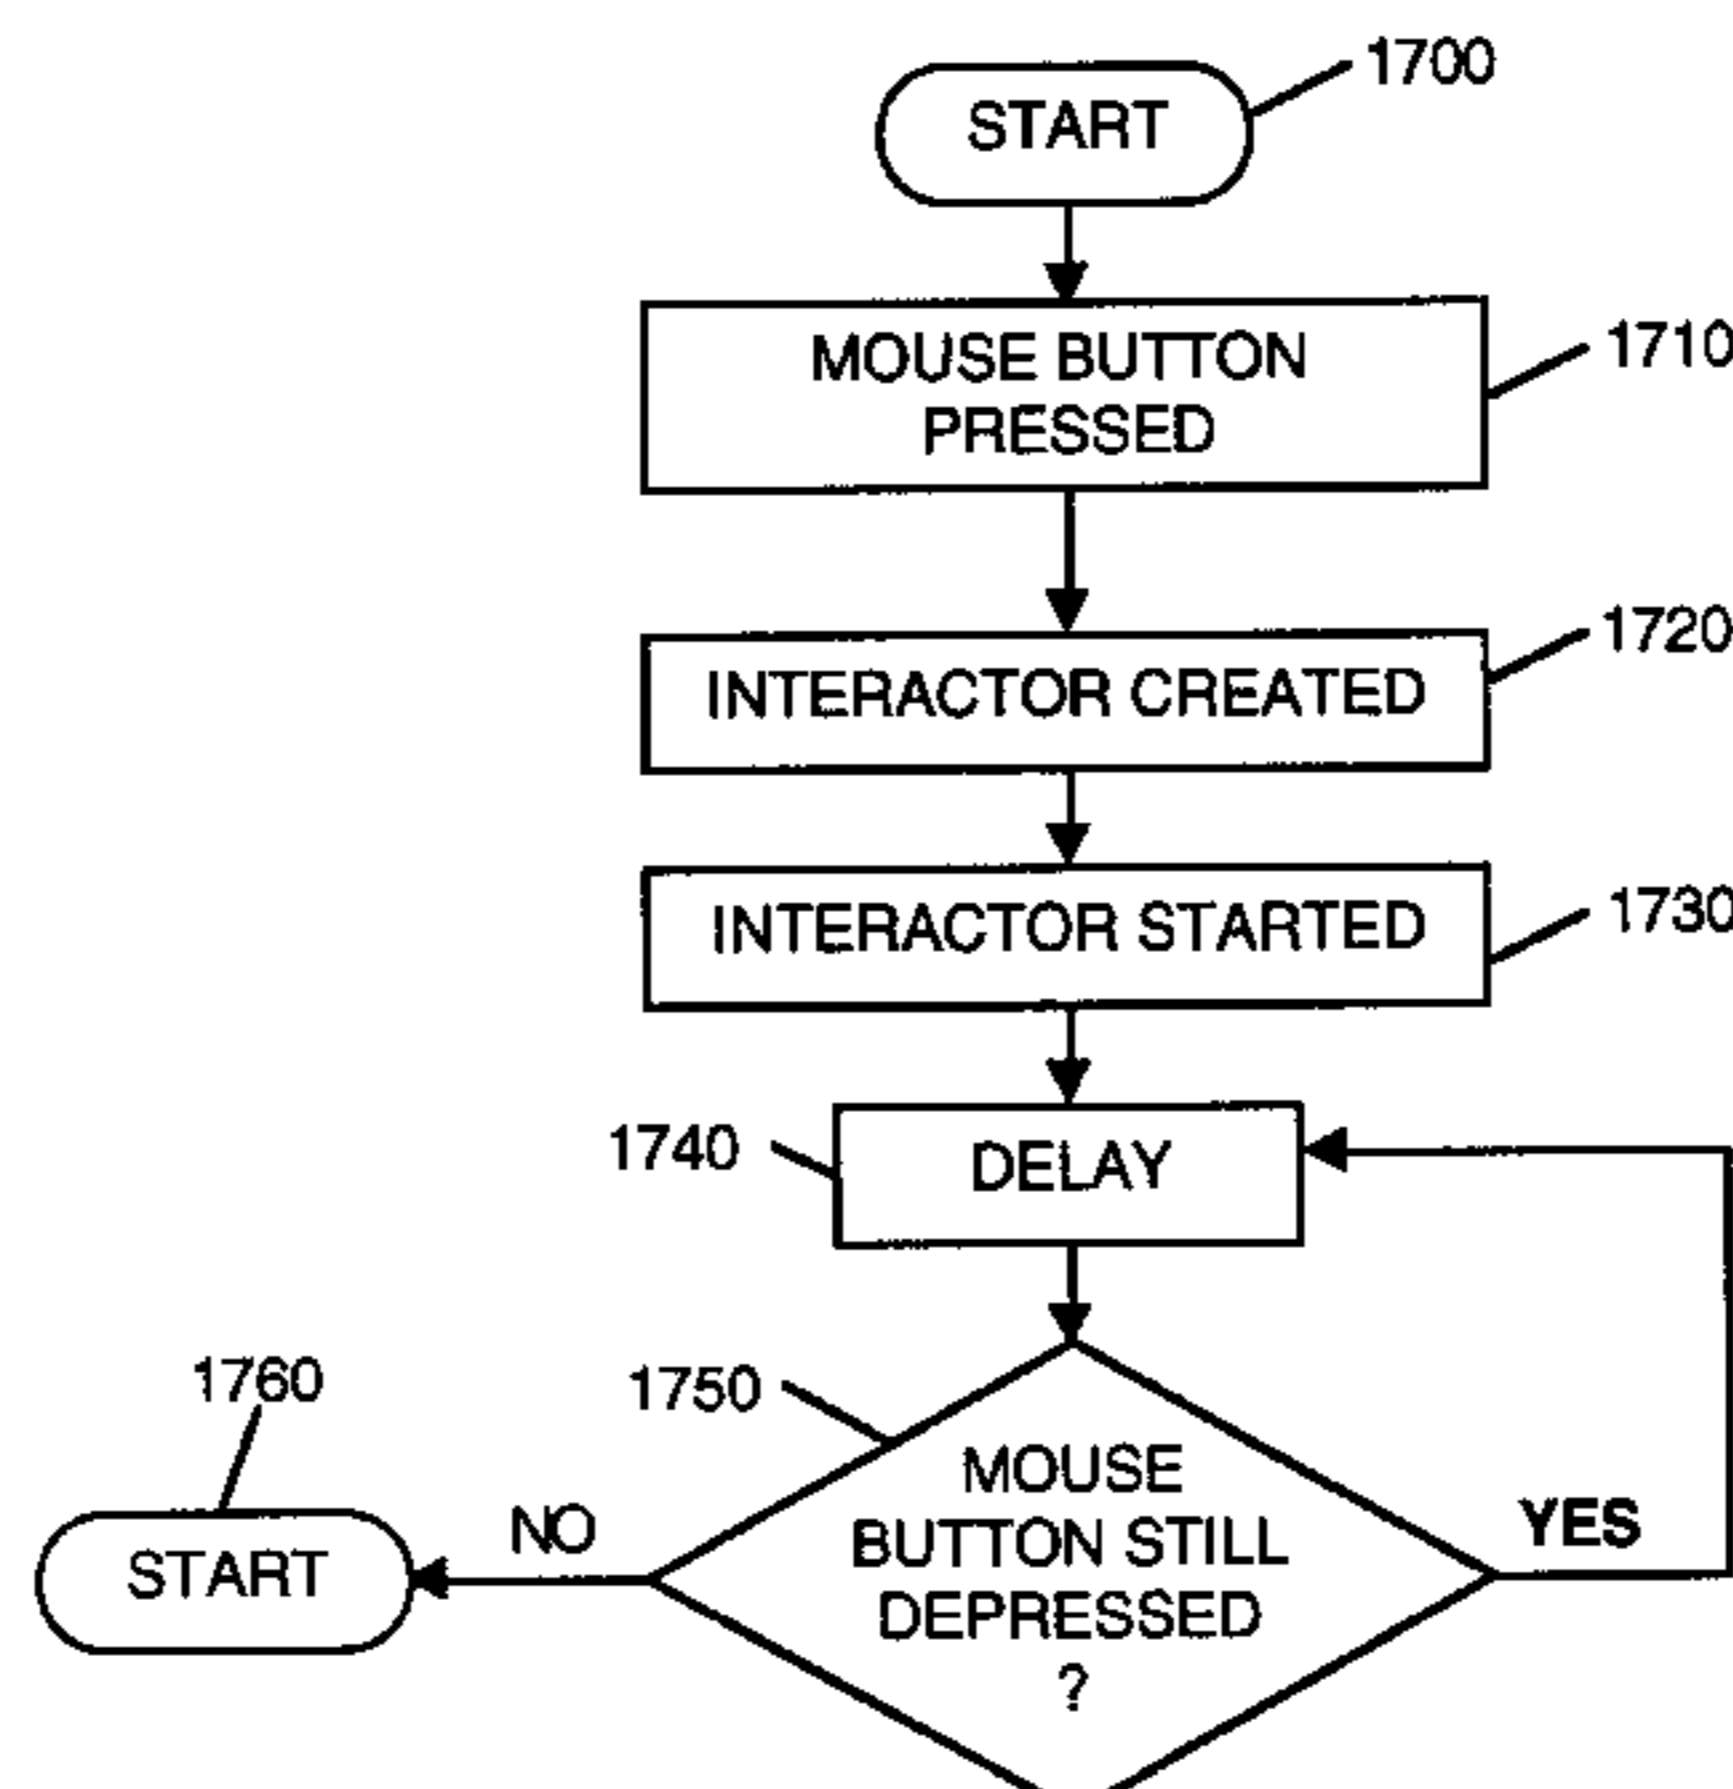 1700
START
MOUSE BUTTON
PRESSED
1710
INTERACTOR CREATED
1720
INTERACTOR STARTED
1730
1740
DELAY
1750
MOUSE
BUTTON STILL
DEPRESSED
?
YES
NO
1760
START